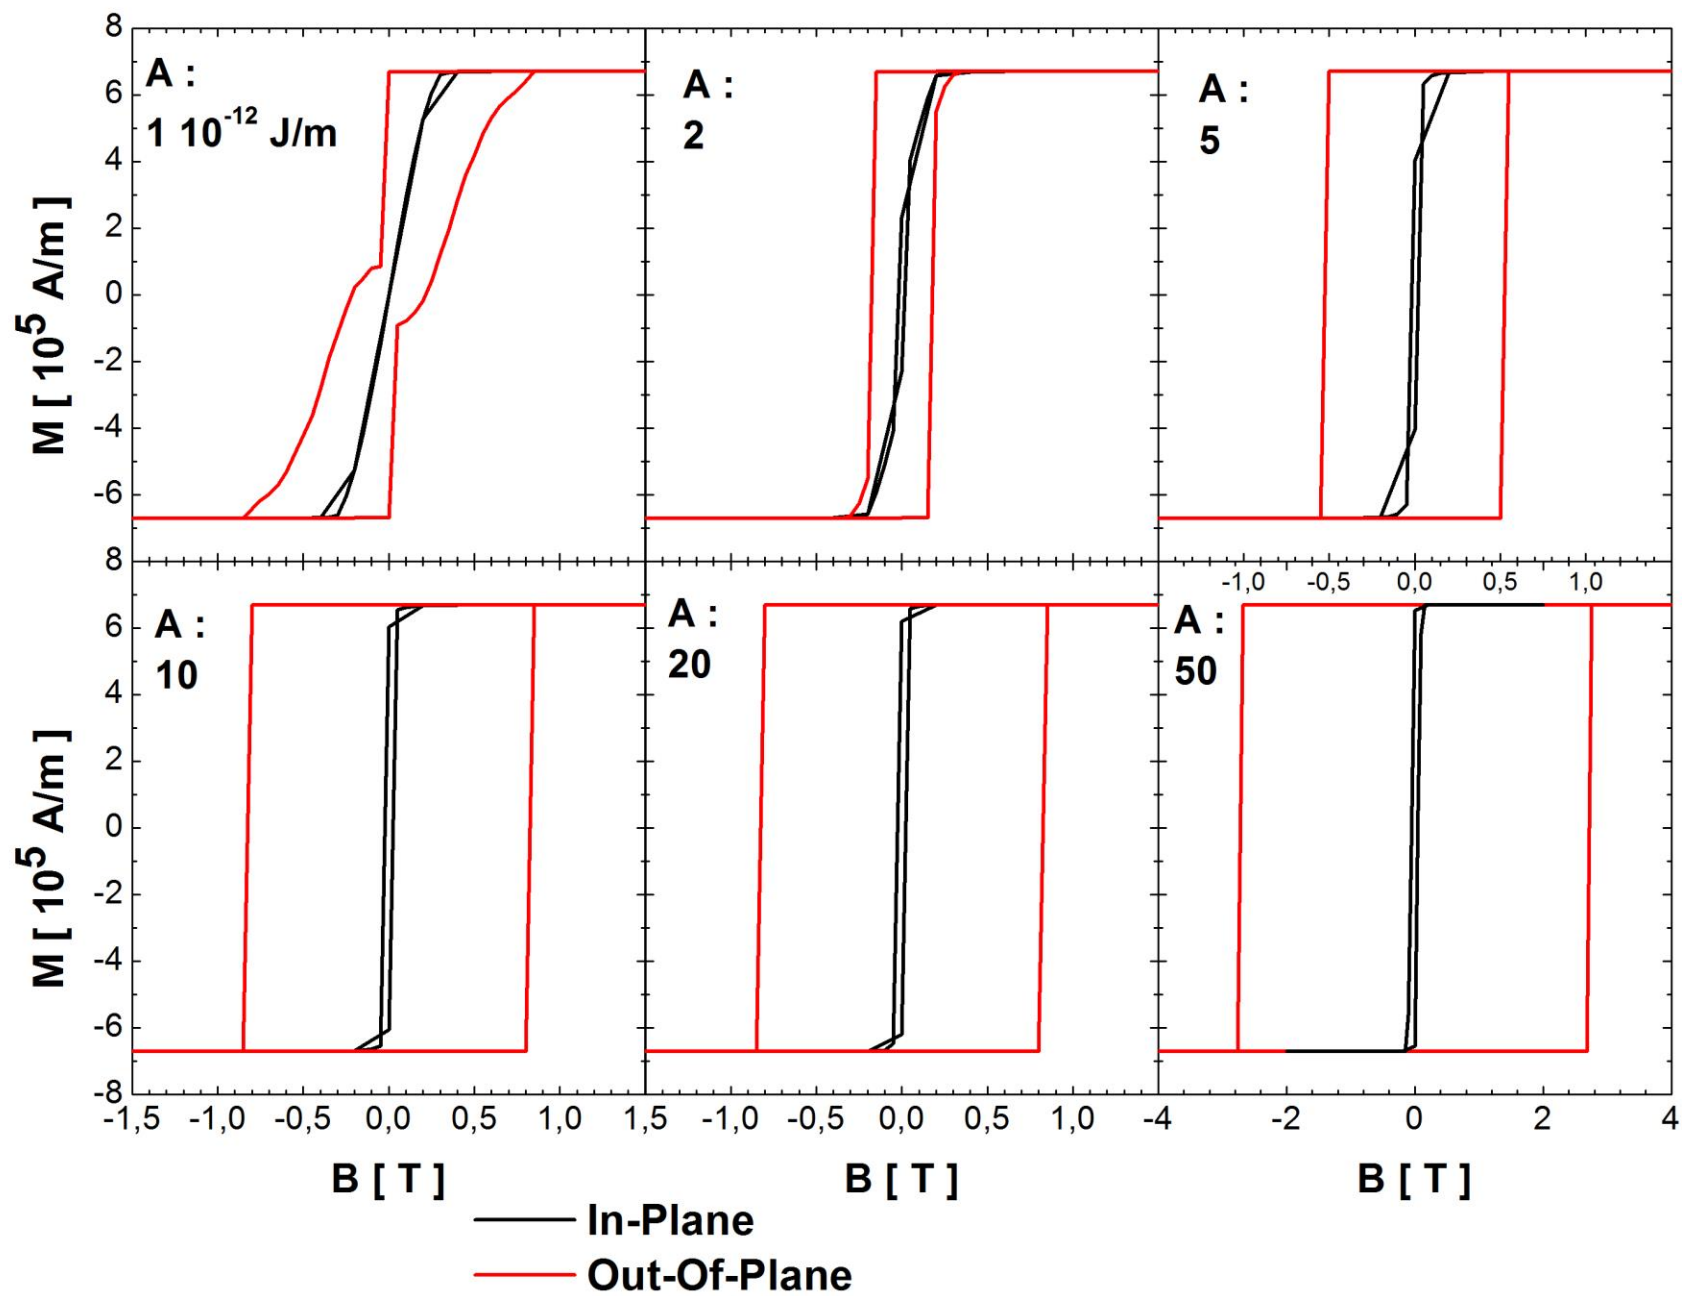 8
6
4
2
0
-2
-4
-6
M [ 10⁵ A/m ]
A :
1 10⁻¹² J/m
A :
2
A :
5
-1,0 -0,5 0,0 0,5 1,0
8
6
4
2
0
-2
-4
-6
-8
M [ 10⁵ A/m ]
A :
10
A :
20
A :
50
-1,5 -1,0 -0,5 0,0 0,5 1,0 1,5 -1,0 -0,5 0,0 0,5 1,0 -4 -2 0 2 4
B [ T ] B [ T ] B [ T ]
In-Plane
Out-Of-Plane